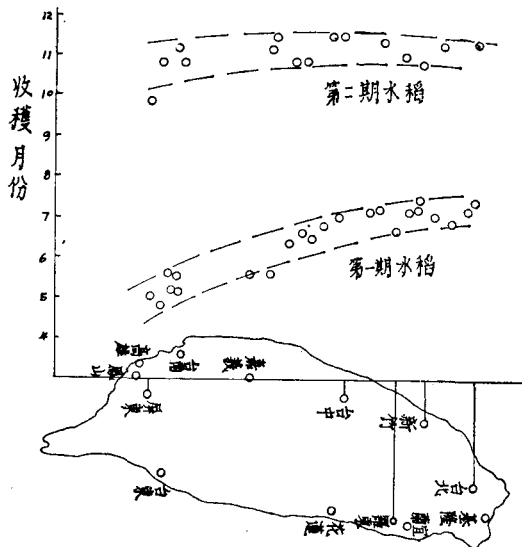 收穫月份
12
11
10
9
8
7
6
5
4
第二期水稻
第一期水稻
高雄
鳳山
台南
嘉義
屏東
台中
新竹
台東
花蓮
羅東
宜蘭
基隆
台北